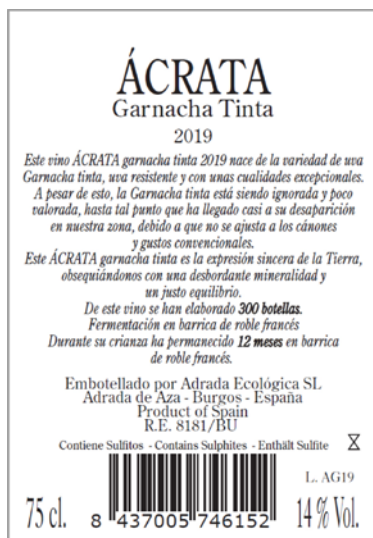 ÁCRATA
Garnacha Tinta
2019
Este vino ÁCRATA garnacha tinta 2019 nace de la variedad de uva
Garnacha tinta, uva resistente y con unas cualidades excepcionales.
A pesar de esto, la Garnacha tinta está siendo ignorada y poco
valorada, hasta tal punto que ha llegado casi a su desaparición
en nuestra zona, debido a que no se ajusta a los cánones
y gustos convencionales.
Este ÁCRATA garnacha tinta es la expresión sincera de la Tierra,
obsequiándonos con una desbordante mineralidad y
un justo equilibrio.
De este vino se han elaborado 300 botellas.
Fermentación en barrica de roble francés
Durante su crianza ha permanecido 12 meses en barrica
de roble francés.
Embotellado por Adrada Ecológica SL
Adrada de Aza - Burgos - España
Product of Spain
R.E. 8181/BU
Contiene Sulfitos - Contains Sulphites - Enthält Sulfite
L. AG19
75 cl. 8 437005 746152 14 % Vol.